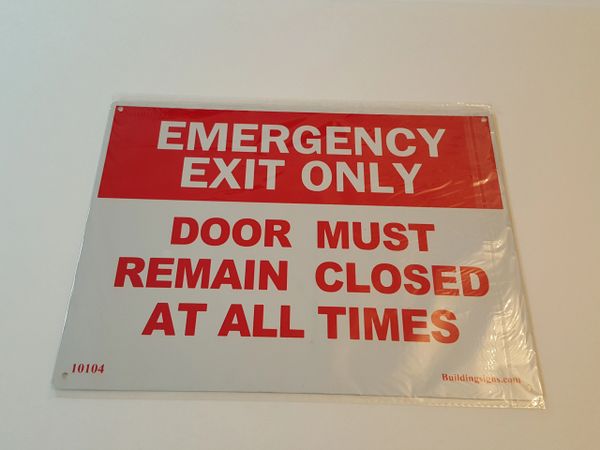 EMERGENCY
EXIT ONLY
DOOR MUST
REMAIN CLOSED
AT ALL TIMES
10104
Buildingsigns.com